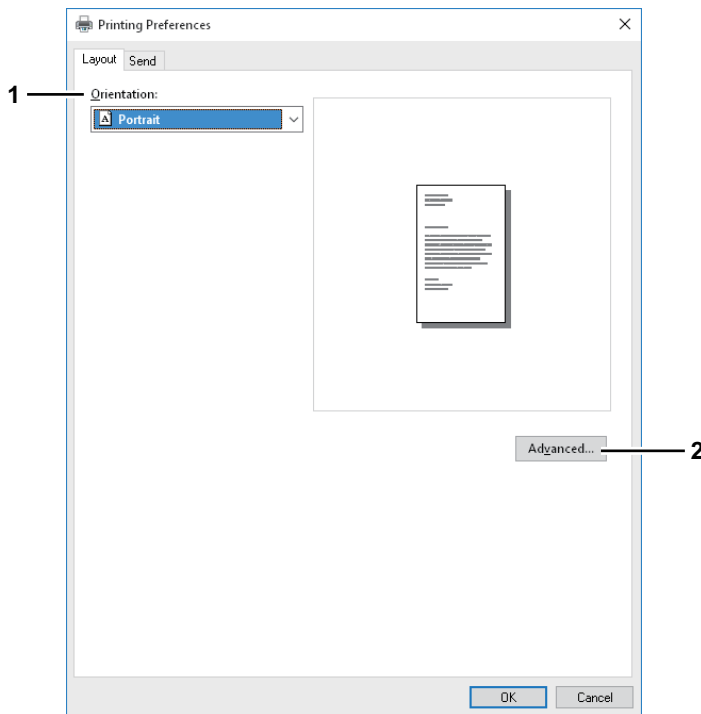 Printing Preferences
Layout Send
1
Orientation:
Portrait
Advanced...
2
OK Cancel